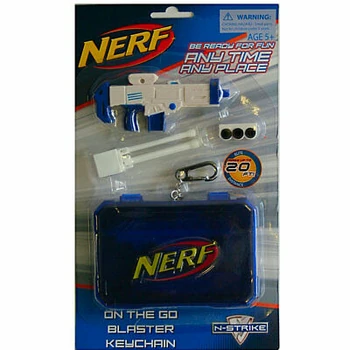 NERF
WARNING:
AGE 5+
BE READY FOR FUN
ANY TIME
ANY PLACE
20
FT!
NERF
ON THE GO
BLASTER
KEYCHAIN
N-STRIKE